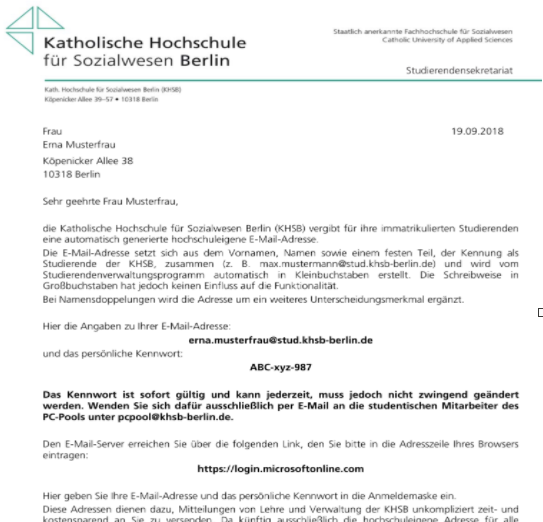 Katholische Hochschule
für Sozialwesen Berlin
Staatlich anerkannte Fachhochschule für Sozialwesen
Catholic University of Applied Sciences
Studierendensekretariat
Kath. Hochschule für Sozialwesen Berlin (KHSB)
Köpenicker Allee 39–57 • 10318 Berlin
Frau
19.09.2018
Erna Musterfrau
Köpenicker Allee 38
10318 Berlin
Sehr geehrte Frau Musterfrau,
die Katholische Hochschule für Sozialwesen Berlin (KHSB) vergibt für ihre immatrikulierten Studierenden
eine automatisch generierte hochschuleigene E-Mail-Adresse.
Die E-Mail-Adresse setzt sich aus dem Vornamen, Namen sowie einem festen Teil, der Kennung als
Studierende der KHSB, zusammen (z. B. max.mustermann@stud.khsb-berlin.de) und wird vom
Studierendenverwaltungsprogramm automatisch in Kleinbuchstaben erstellt. Die Schreibweise in
Großbuchstaben hat jedoch keinen Einfluss auf die Funktionalität.
Bei Namensdoppelungen wird die Adresse um ein weiteres Unterscheidungsmerkmal ergänzt.
Hier die Angaben zu Ihrer E-Mail-Adresse:
erna.musterfrau@stud.khsb-berlin.de
und das persönliche Kennwort:
ABC-xyz-987
Das Kennwort ist sofort gültig und kann jederzeit, muss jedoch nicht zwingend geändert
werden. Wenden Sie sich dafür ausschließlich per E-Mail an die studentischen Mitarbeiter des
PC-Pools unter pcpool@khsb-berlin.de.
Den E-Mail-Server erreichen Sie über die folgenden Link, den Sie bitte in die Adresszeile Ihres Browsers
eintragen:
https://login.microsoftonline.com
Hier geben Sie Ihre E-Mail-Adresse und das persönliche Kennwort in die Anmeldemaske ein.
Diese Adressen dienen dazu, Mitteilungen von Lehre und Verwaltung der KHSB unkompliziert zeit- und
kostensparend an Sie zu versenden. Da künftig ausschließlich die hochschuleigene Adresse für alle